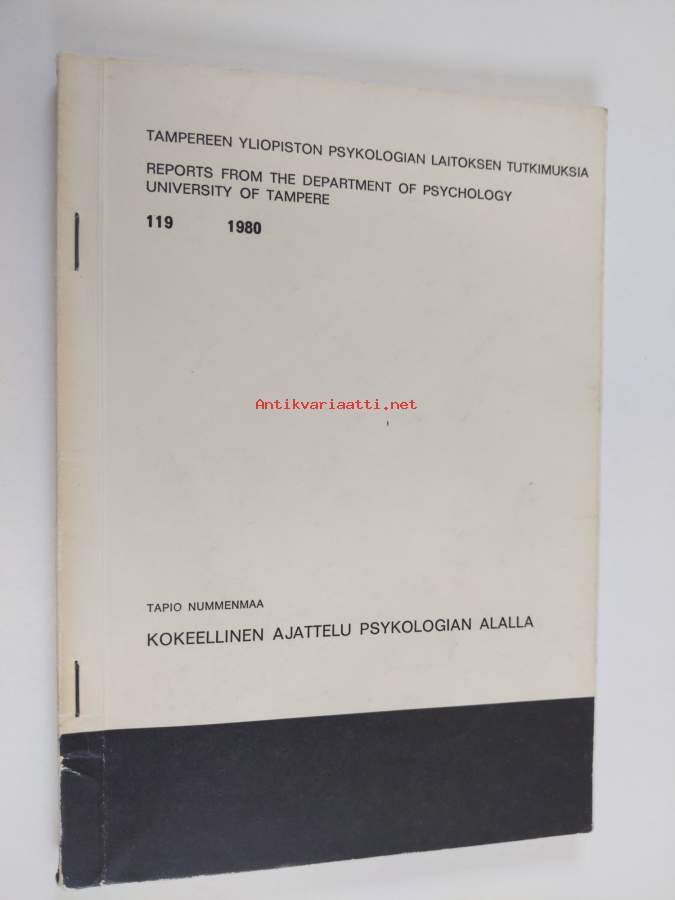 TAMPEREEN YLIOPISTON PSYKOLOGIAN LAITOKSEN TUTKIMUKSIA
REPORTS FROM THE DEPARTMENT OF PSYCHOLOGY
UNIVERSITY OF TAMPERE
119 1980
Antikvariaatti.net
TAPIO NUMMENMAA
KOKEELLINEN AJATTELU PSYKOLOGIAN ALALLA